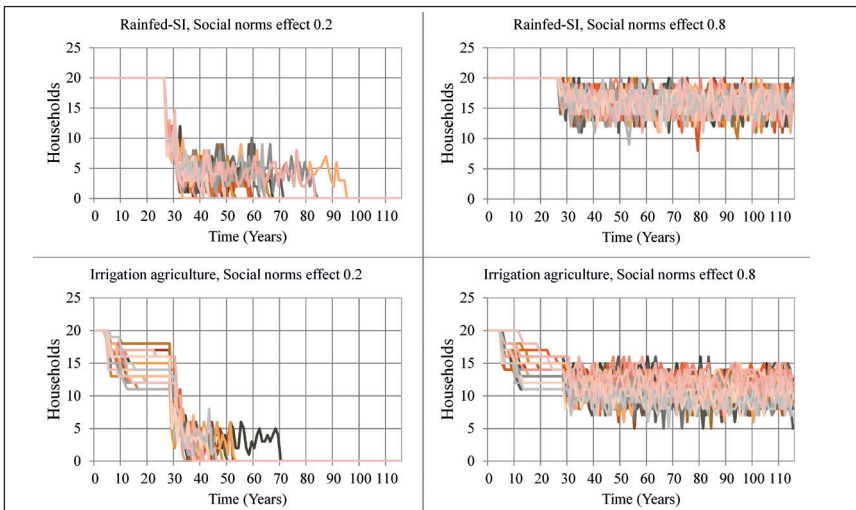 Rainfed-SI, Social norms effect 0.2
25
20
15
10
5
0
Households
0 10 20 30 40 50 60 70 80 90 100 110
Time (Years)
Rainfed-SI, Social norms effect 0.8
25
20
15
10
5
0
Households
0 10 20 30 40 50 60 70 80 90 100 110
Time (Years)
Irrigation agriculture, Social norms effect 0.2
25
20
15
10
5
0
Households
0 10 20 30 40 50 60 70 80 90 100 110
Time (Years)
Irrigation agriculture, Social norms effect 0.8
25
20
15
10
5
0
Households
0 10 20 30 40 50 60 70 80 90 100 110
Time (Years)